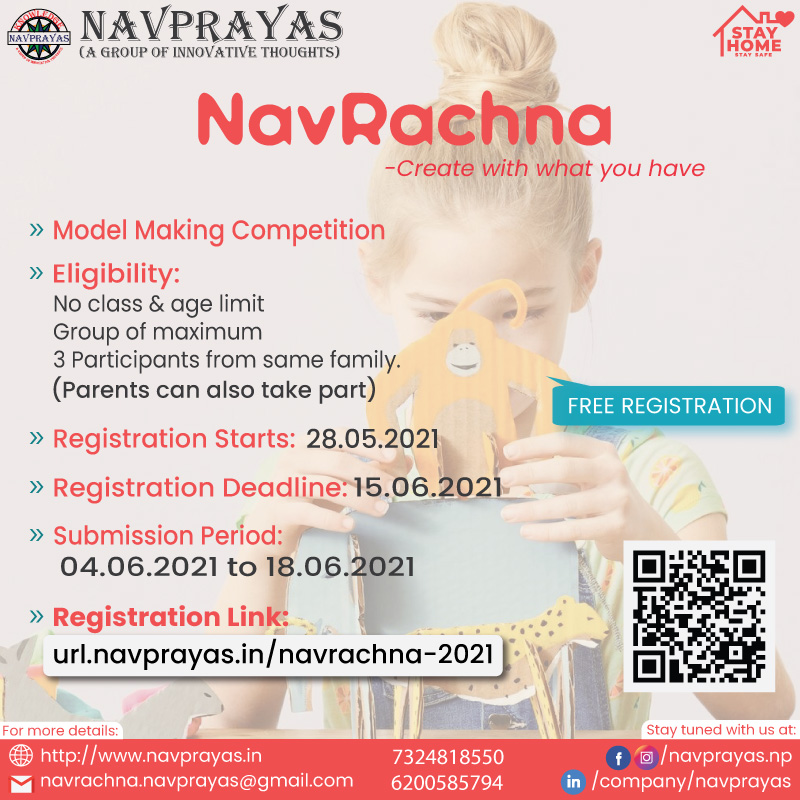 KNOWLEDGE
NAVPRAYAS
NAVPRAYAS
(A GROUP OF INNOVATIVE THOUGHTS)
STAY
HOME
STAY SAFE
NavRachna
-Create with what you have
» Model Making Competition
» Eligibility:
No class & age limit
Group of maximum
3 Participants from same family.
(Parents can also take part)
FREE REGISTRATION
» Registration Starts: 28.05.2021
» Registration Deadline: 15.06.2021
» Submission Period:
04.06.2021 to 18.06.2021
» Registration Link:
url.navprayas.in/navrachna-2021
For more details:
Stay tuned with us at:
http://www.navprayas.in
7324818550
/navprayas.np
navrachna.navprayas@gmail.com
6200585794
/company/navprayas